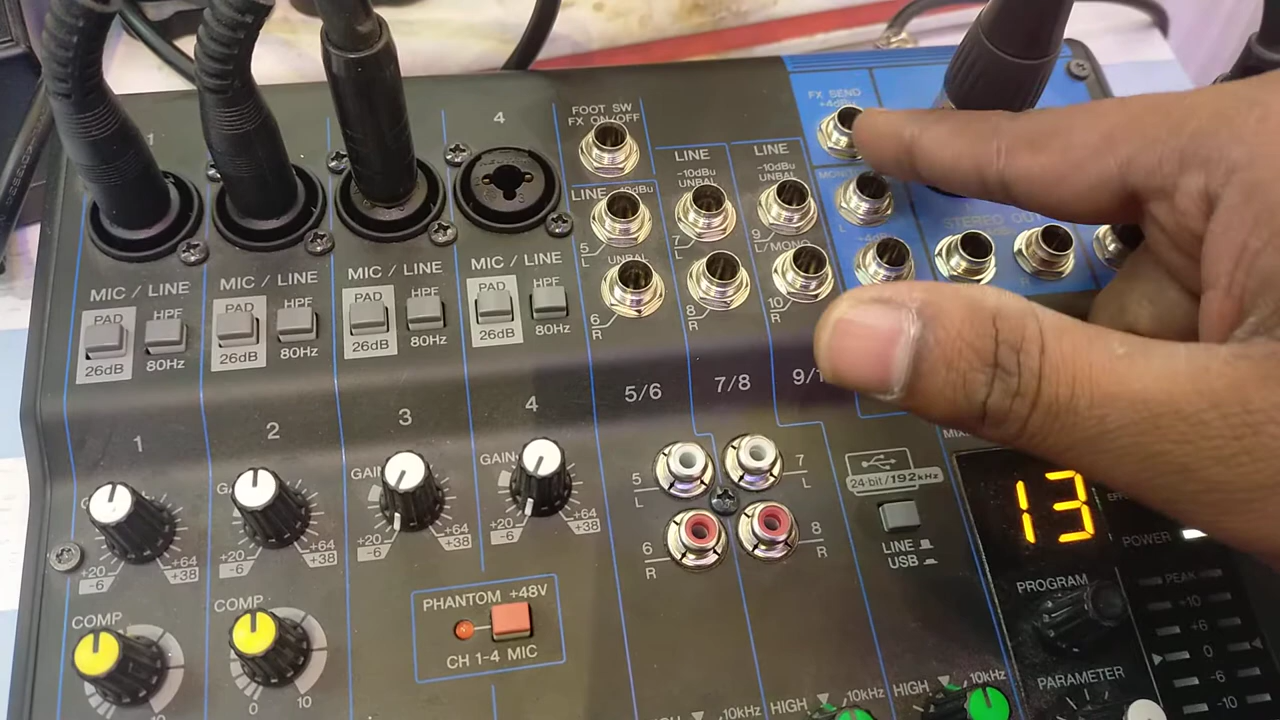 1
4
FOOT SW
FX ON/OFF
FX SEND
+4dBu
LINE
-10dBu
UNBAL
LINE
-10dBu
UNBAL
LINE -10dBu
5
L
UNBAL
6
R
7
L
8
R
9
L/MONO
10
R
L
+4dBu
STEREO OUT
R
MIC / LINE
PAD
26dB
HPF
80Hz
MIC / LINE
PAD
26dB
HPF
80Hz
MIC / LINE
PAD
26dB
HPF
80Hz
MIC / LINE
PAD
26dB
HPF
80Hz
1
2
3
4
5/6
7/8
GAIN
GAIN
+20
-6
+64
+38
+20
-6
+64
+38
+20
-6
+64
+38
+20
-6
+64
+38
5
L
7
L
6
R
8
R
24-bit/192kHz
LINE
USB
13
POWER
PROGRAM
PARAMETER
PEAK
+10
+6
0
-6
-10
COMP
COMP
10
0
10
PHANTOM +48V
CH 1-4 MIC
10kHz
HIGH
10kHz
HIGH
10kHz